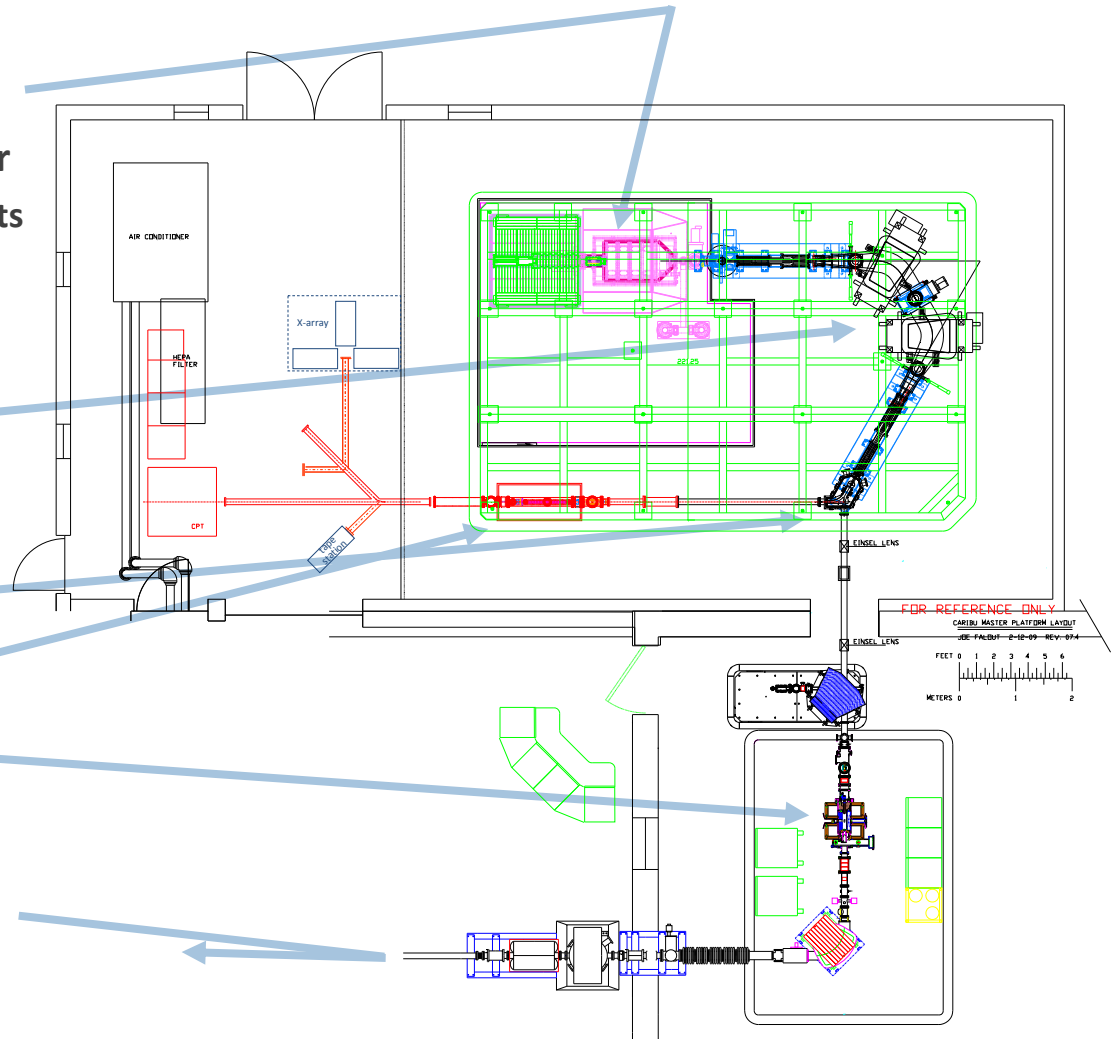 r
ts
AIR CONDITIONER
X-array
HEPA
FILTER
221.25
CPT
tape
station
EINSEL LENS
FOR REFERENCE ONLY
CARIBU MASTER PLATFORM LAYOUT
JOE FALOUT 2-12-09 REV. 07.4
EINSEL LENS
FEET 0 1 2 3 4 5 6
METERS 0 1 2